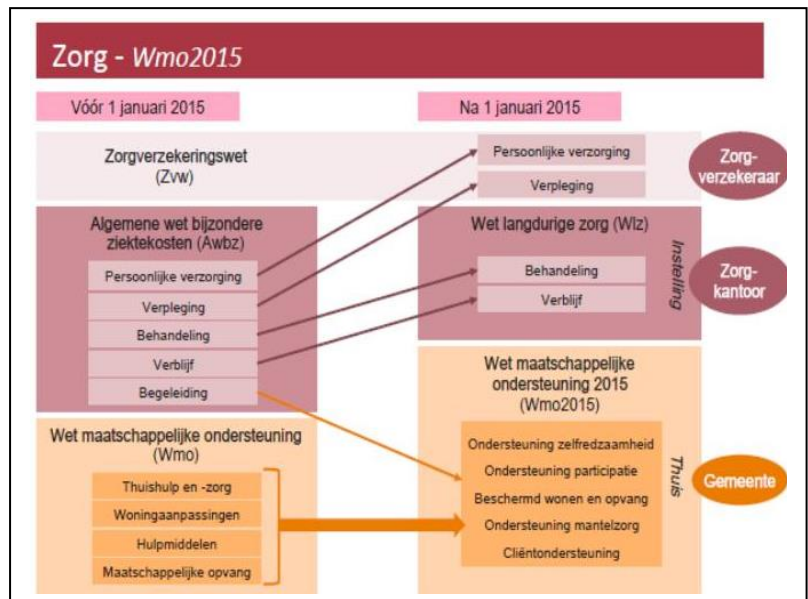 Zorg - Wmo2015
Vóór 1 januari 2015
Na 1 januari 2015
Zorgverzekeringswet
(Zvw)
Persoonlijke verzorging
Verpleging
Zorg-
verzekeraar
Algemene wet bijzondere
ziektekosten (Awbz)
Persoonlijke verzorging
Verpleging
Behandeling
Verblijf
Begeleiding
Wet langdurige zorg (Wlz)
Behandeling
Verblijf
Instelling
Zorg-
kantoor
Wet maatschappelijke ondersteuning
(Wmo)
Thuishulp en -zorg
Woningaanpassingen
Hulpmiddelen
Maatschappelijke opvang
Wet maatschappelijke
ondersteuning 2015
(Wmo2015)
Ondersteuning zelfredzaamheid
Ondersteuning participatie
Beschermd wonen en opvang
Ondersteuning mantelzorg
Cliëntondersteuning
Thuis
Gemeente